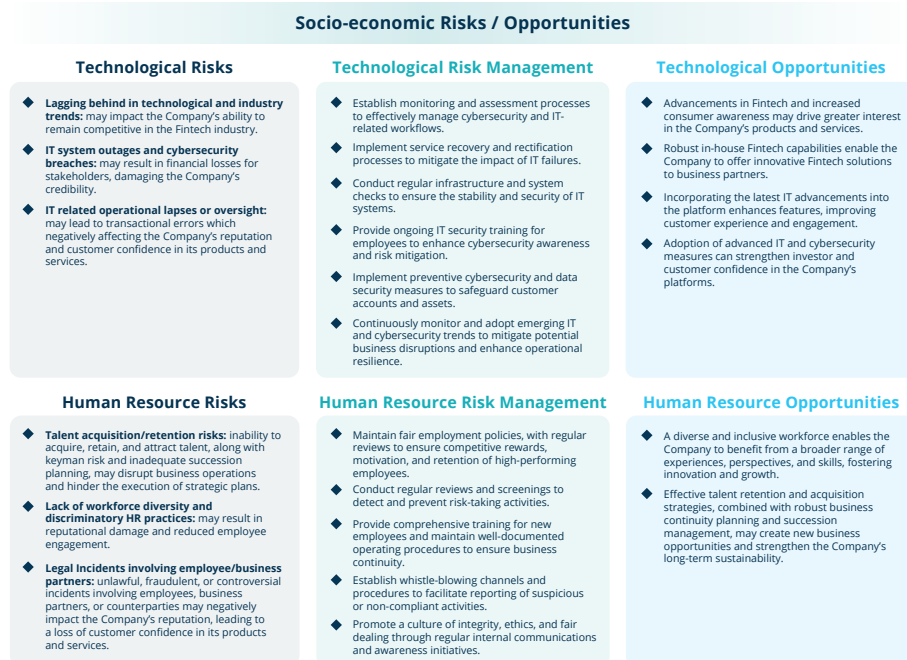 Socio-economic Risks / Opportunities
Technological Risks
◆ Lagging behind in technological and industry
trends: may impact the Company's ability to
remain competitive in the Fintech industry.
◆ IT system outages and cybersecurity
breaches: may result in financial losses for
stakeholders, damaging the Company's
credibility.
◆ IT related operational lapses or oversight:
may lead to transactional errors which
negatively affecting the Company's reputation
and customer confidence in its products and
services.
Technological Risk Management
◆ Establish monitoring and assessment processes
to effectively manage cybersecurity and IT-
related workflows.
◆ Implement service recovery and rectification
processes to mitigate the impact of IT failures.
◆ Conduct regular infrastructure and system
checks to ensure the stability and security of IT
systems.
◆ Provide ongoing IT security training for
employees to enhance cybersecurity awareness
and risk mitigation.
◆ Implement preventive cybersecurity and data
security measures to safeguard customer
accounts and assets.
◆ Continuously monitor and adopt emerging IT
and cybersecurity trends to mitigate potential
business disruptions and enhance operational
resilience.
Technological Opportunities
◆ Advancements in Fintech and increased
consumer awareness may drive greater interest
in the Company's products and services.
◆ Robust in-house Fintech capabilities enable the
Company to offer innovative Fintech solutions
to business partners.
◆ Incorporating the latest IT advancements into
the platform enhances features, improving
customer experience and engagement.
◆ Adoption of advanced IT and cybersecurity
measures can strengthen investor and
customer confidence in the Company's
platforms.
Human Resource Risks
◆ Talent acquisition/retention risks: inability to
acquire, retain, and attract talent, along with
keyman risk and inadequate succession
planning, may disrupt business operations
and hinder the execution of strategic plans.
◆ Lack of workforce diversity and
discriminatory HR practices: may result in
reputational damage and reduced employee
engagement.
◆ Legal Incidents involving employee/business
partners: unlawful, fraudulent, or controversial
incidents involving employees, business
partners, or counterparties may negatively
impact the Company's reputation, leading to
a loss of customer confidence in its products
and services.
Human Resource Risk Management
◆ Maintain fair employment policies, with regular
reviews to ensure competitive rewards,
motivation, and retention of high-performing
employees.
◆ Conduct regular reviews and screenings to
detect and prevent risk-taking activities.
◆ Provide comprehensive training for new
employees and maintain well-documented
operating procedures to ensure business
continuity.
◆ Establish whistle-blowing channels and
procedures to facilitate reporting of suspicious
or non-compliant activities.
◆ Promote a culture of integrity, ethics, and fair
dealing through regular internal communications
and awareness initiatives.
Human Resource Opportunities
◆ A diverse and inclusive workforce enables the
Company to benefit from a broader range of
experiences, perspectives, and skills, fostering
innovation and growth.
◆ Effective talent retention and acquisition
strategies, combined with robust business
continuity planning and succession
management, may create new business
opportunities and strengthen the Company's
long-term sustainability.